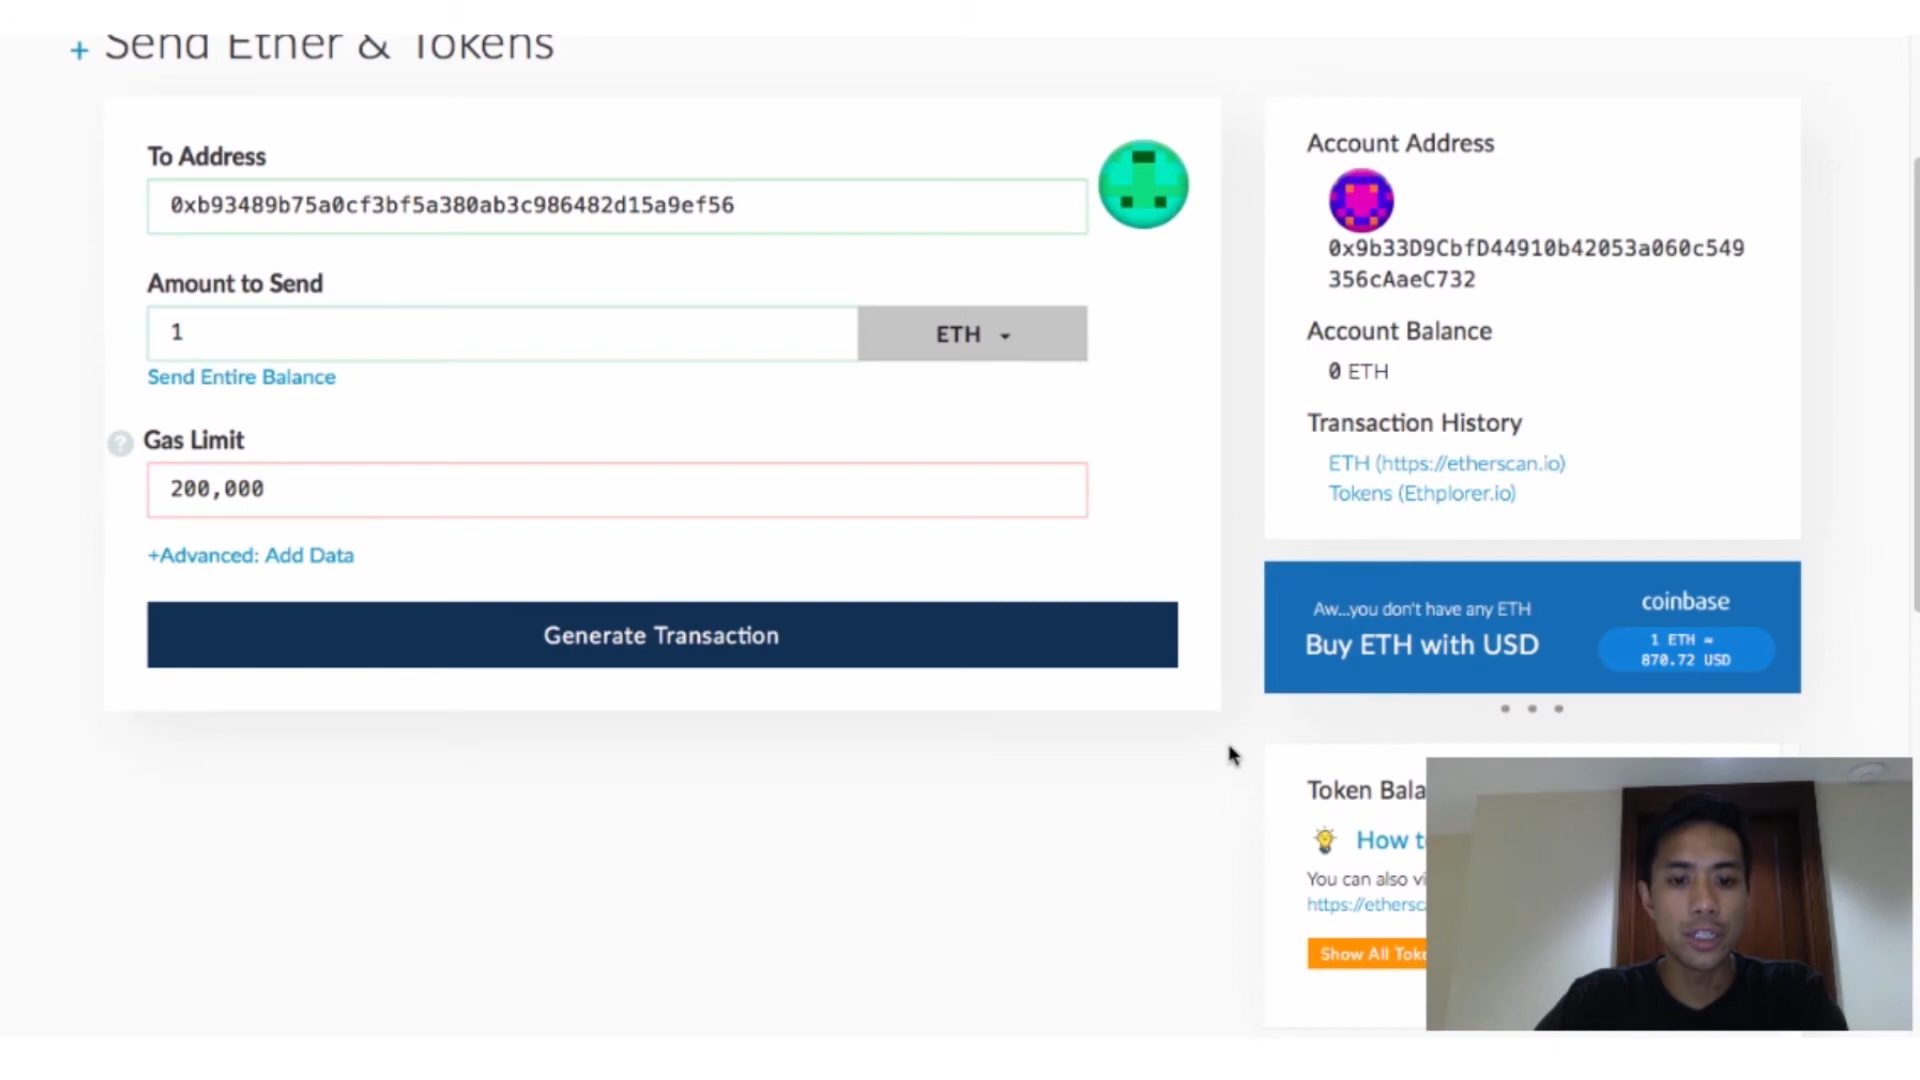 + Send Ether & Tokens
To Address
0xb93489b75a0cf3bf5a380ab3c986482d15a9ef56
Amount to Send
1
ETH
Send Entire Balance
? Gas Limit
200,000
+Advanced: Add Data
Generate Transaction
Account Address
0x9b33D9CbfD44910b42053a060c549
356cAaeC732
Account Balance
0 ETH
Transaction History
ETH (https://etherscan.io)
Tokens (Ethplorer.io)
Aw...you don't have any ETH
Buy ETH with USD
coinbase
1 ETH ≈
870.72 USD
Token Bala
How t
You can also vi
https://ethersc
Show All Toke